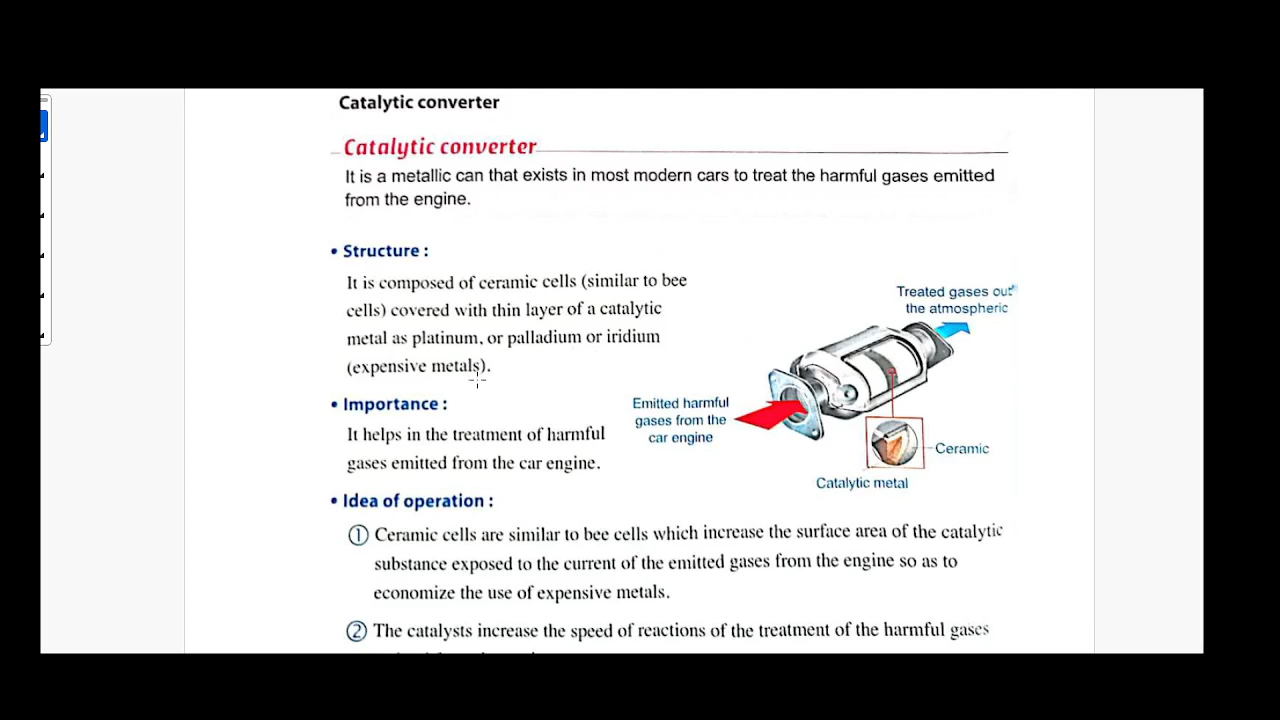 Catalytic converter
Catalytic converter
It is a metallic can that exists in most modern cars to treat the harmful gases emitted
from the engine.
• Structure :
It is composed of ceramic cells (similar to bee
cells) covered with thin layer of a catalytic
metal as platinum, or palladium or iridium
(expensive metals).
Treated gases out
the atmospheric
Emitted harmful
gases from the
car engine
Ceramic
Catalytic metal
• Importance :
It helps in the treatment of harmful
gases emitted from the car engine.
• Idea of operation :
① Ceramic cells are similar to bee cells which increase the surface area of the catalytic
substance exposed to the current of the emitted gases from the engine so as to
economize the use of expensive metals.
② The catalysts increase the speed of reactions of the treatment of the harmful gases